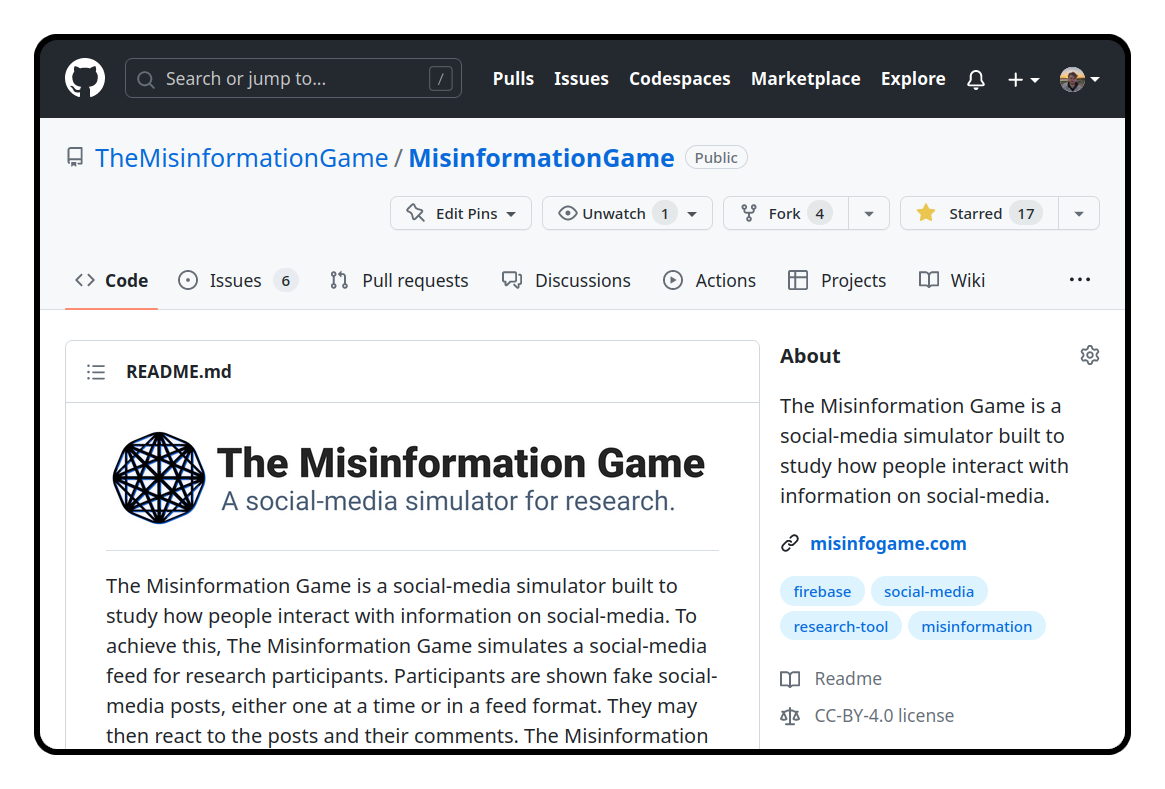 Search or jump to... /
Pulls Issues Codespaces Marketplace Explore
TheMisinformationGame / MisinformationGame Public
Edit Pins Unwatch 1 Fork 4 Starred 17
Code Issues 6 Pull requests Discussions Actions Projects Wiki ...
README.md
The Misinformation Game
A social-media simulator for research.
The Misinformation Game is a social-media simulator built to
study how people interact with information on social-media. To
achieve this, The Misinformation Game simulates a social-media
feed for research participants. Participants are shown fake social-
media posts, either one at a time or in a feed format. They may
then react to the posts and their comments. The Misinformation
About
The Misinformation Game is a
social-media simulator built to
study how people interact with
information on social-media.
misinfogame.com
firebase social-media
research-tool misinformation
Readme
CC-BY-4.0 license